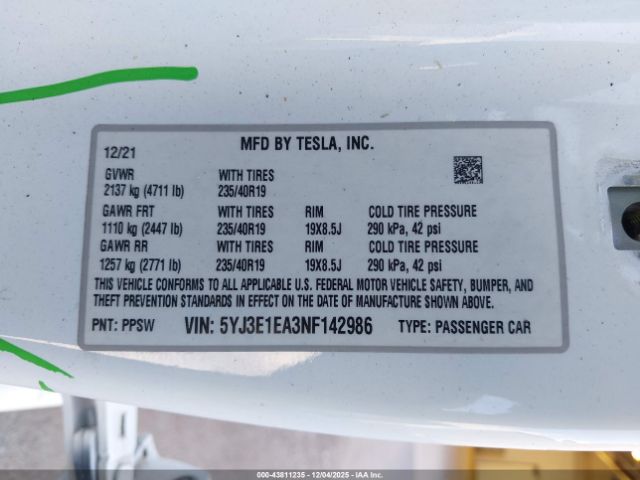 MFD BY TESLA, INC.
12/21
GVWR WITH TIRES
2137 kg (4711 lb) 235/40R19
GAWR FRT WITH TIRES RIM COLD TIRE PRESSURE
1110 kg (2447 lb) 235/40R19 19X8.5J 290 kPa, 42 psi
GAWR RR WITH TIRES RIM COLD TIRE PRESSURE
1257 kg (2771 lb) 235/40R19 19X8.5J 290 kPa, 42 psi
THIS VEHICLE CONFORMS TO ALL APPLICABLE U.S. FEDERAL MOTOR VEHICLE SAFETY, BUMPER, AND
THEFT PREVENTION STANDARDS IN EFFECT ON THE DATE OF MANUFACTURE SHOWN ABOVE.
PNT: PPSW VIN: 5YJ3E1EA3NF142986 TYPE: PASSENGER CAR
000-43811235 - 12/04/2025 - IAA Inc.